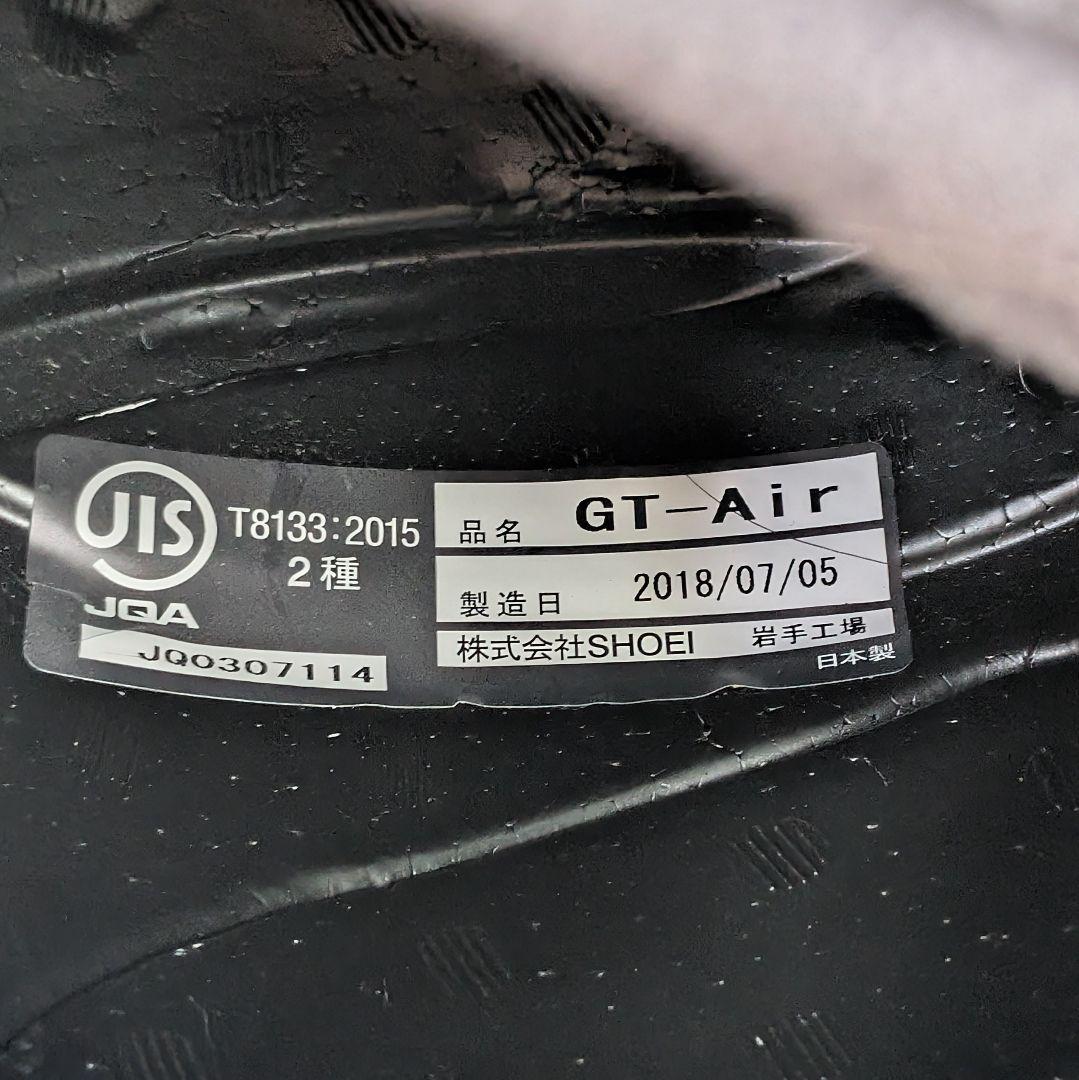 JIS
T8133:2015
2種
JQA
JQ0307114
品名 GT-Air
製造日 2018/07/05
株式会社SHOEI 岩手工場
日本製